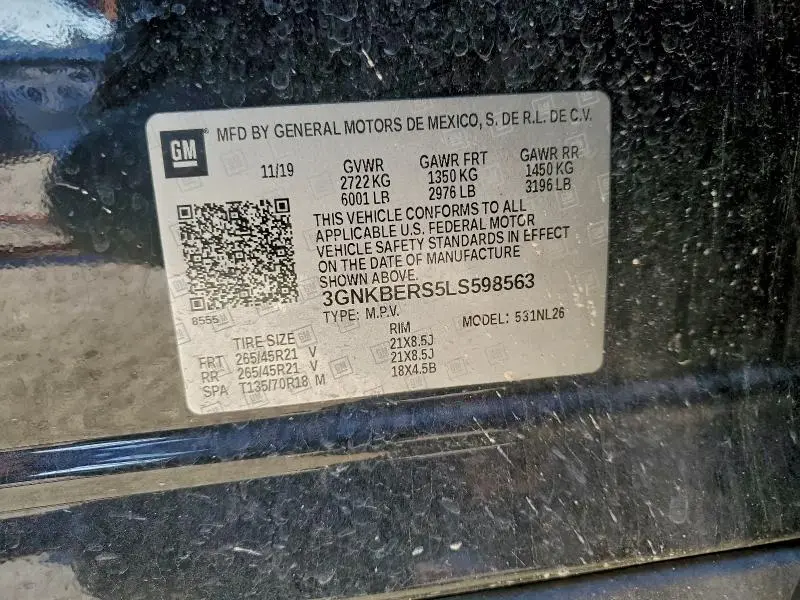 GM MFD BY GENERAL MOTORS DE MEXICO, S. DE R.L. DE C.V.
11/19 GVWR GAWR FRT GAWR RR
2722 KG 1350 KG 1450 KG
6001 LB 2976 LB 3196 LB
THIS VEHICLE CONFORMS TO ALL
APPLICABLE U.S. FEDERAL MOTOR
VEHICLE SAFETY STANDARDS IN EFFECT
ON THE DATE OF MANUFACTURE
SHOWN ABOVE.
3GNKBERS5LS598563
8555
TYPE: M.P.V. MODEL: 531NL26
TIRE SIZE RIM
FRT 265/45R21 V 21X8.5J
RR 265/45R21 V 21X8.5J
SPA T135/70R18 M 18X4.5B